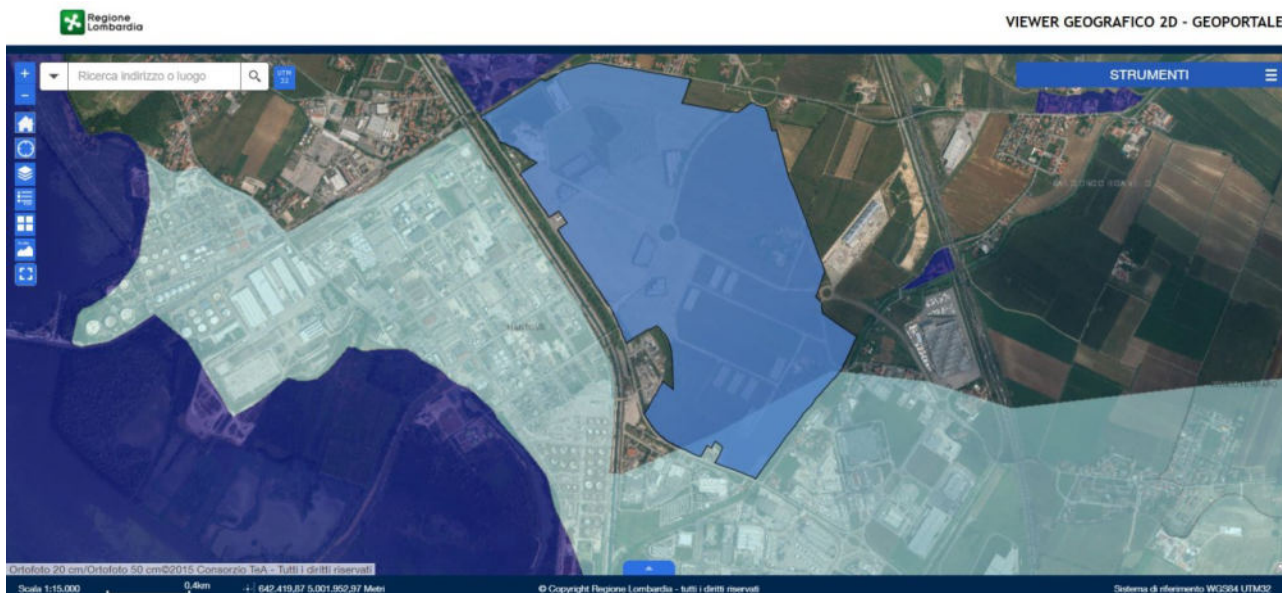 Regione
Lombardia
VIEWER GEOGRAFICO 2D - GEOPORTALE
+
Ricerca indirizzo o luogo
UTM
32
STRUMENTI
-
Ortofoto 20 cm/Ortofoto 50 cm©2015 Consorzio TeA - Tutti i diritti riservati
Scala 1:15.000
0.4km
642.419,87 5.001.952,97 Metri
© Copyright Regione Lombardia - tutti i diritti riservati
Sistema di riferimento WGS84 UTM32